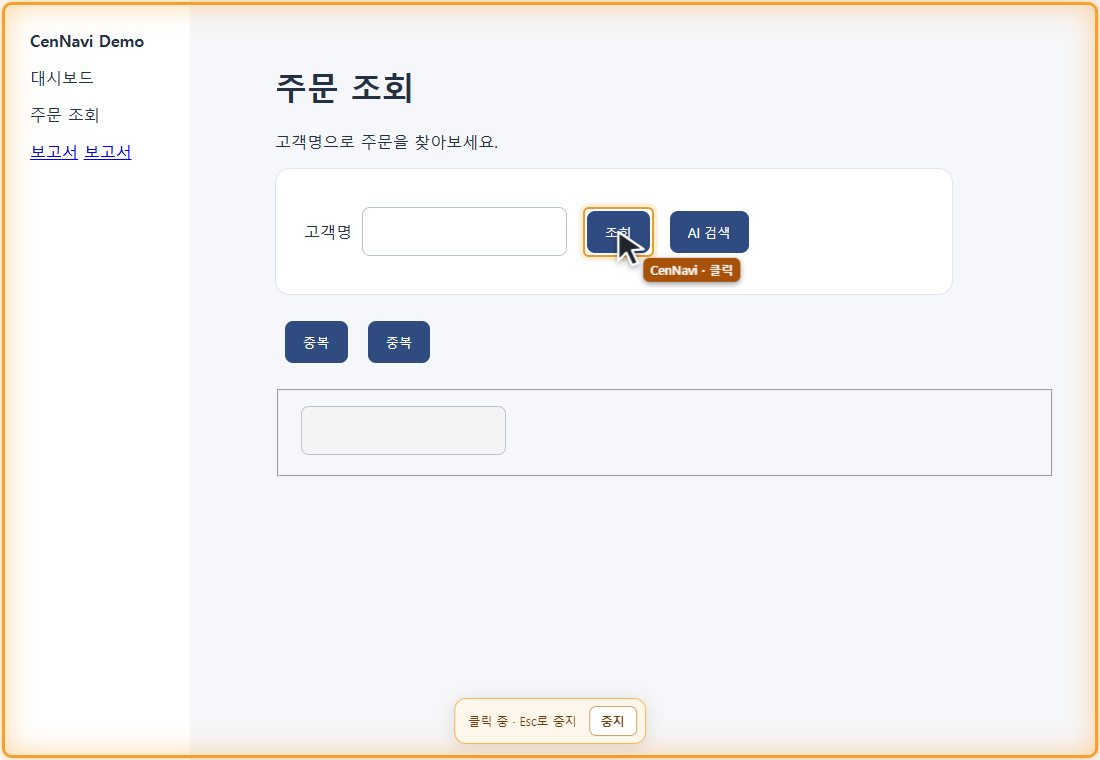 CenNavi Demo
대시보드
주문 조회
보고서 보고서
주문 조회
고객명으로 주문을 찾아보세요.
고객명 조회 AI 검색
CenNavi · 클릭
중복 중복
클릭 중 · Esc로 중지 중지